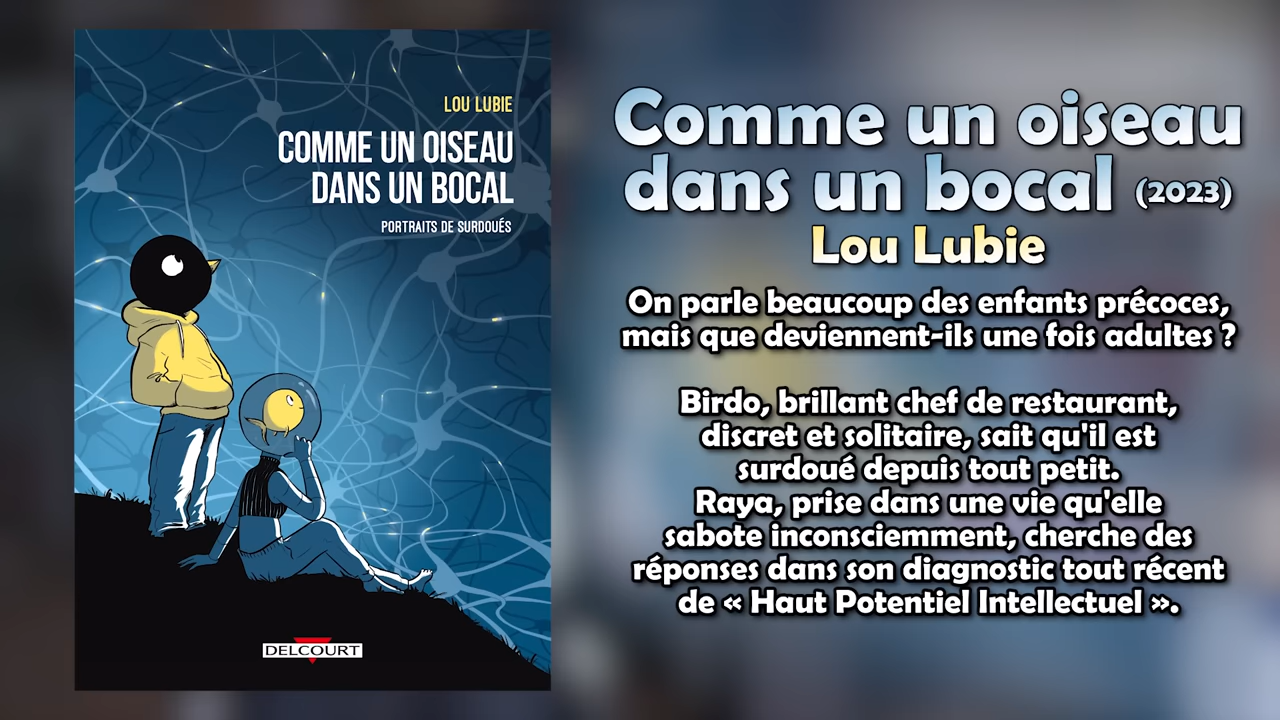 LOU LUBIE
COMME UN OISEAU
DANS UN BOCAL
PORTRAITS DE SURDOUÉS
DELCOURT
Comme un oiseau
dans un bocal (2023)
Lou Lubie
On parle beaucoup des enfants précoces,
mais que deviennent-ils une fois adultes ?
Birdo, brillant chef de restaurant,
discret et solitaire, sait qu'il est
surdoué depuis tout petit.
Raya, prise dans une vie qu'elle
sabote inconsciemment, cherche des
réponses dans son diagnostic tout récent
de « Haut Potentiel Intellectuel ».